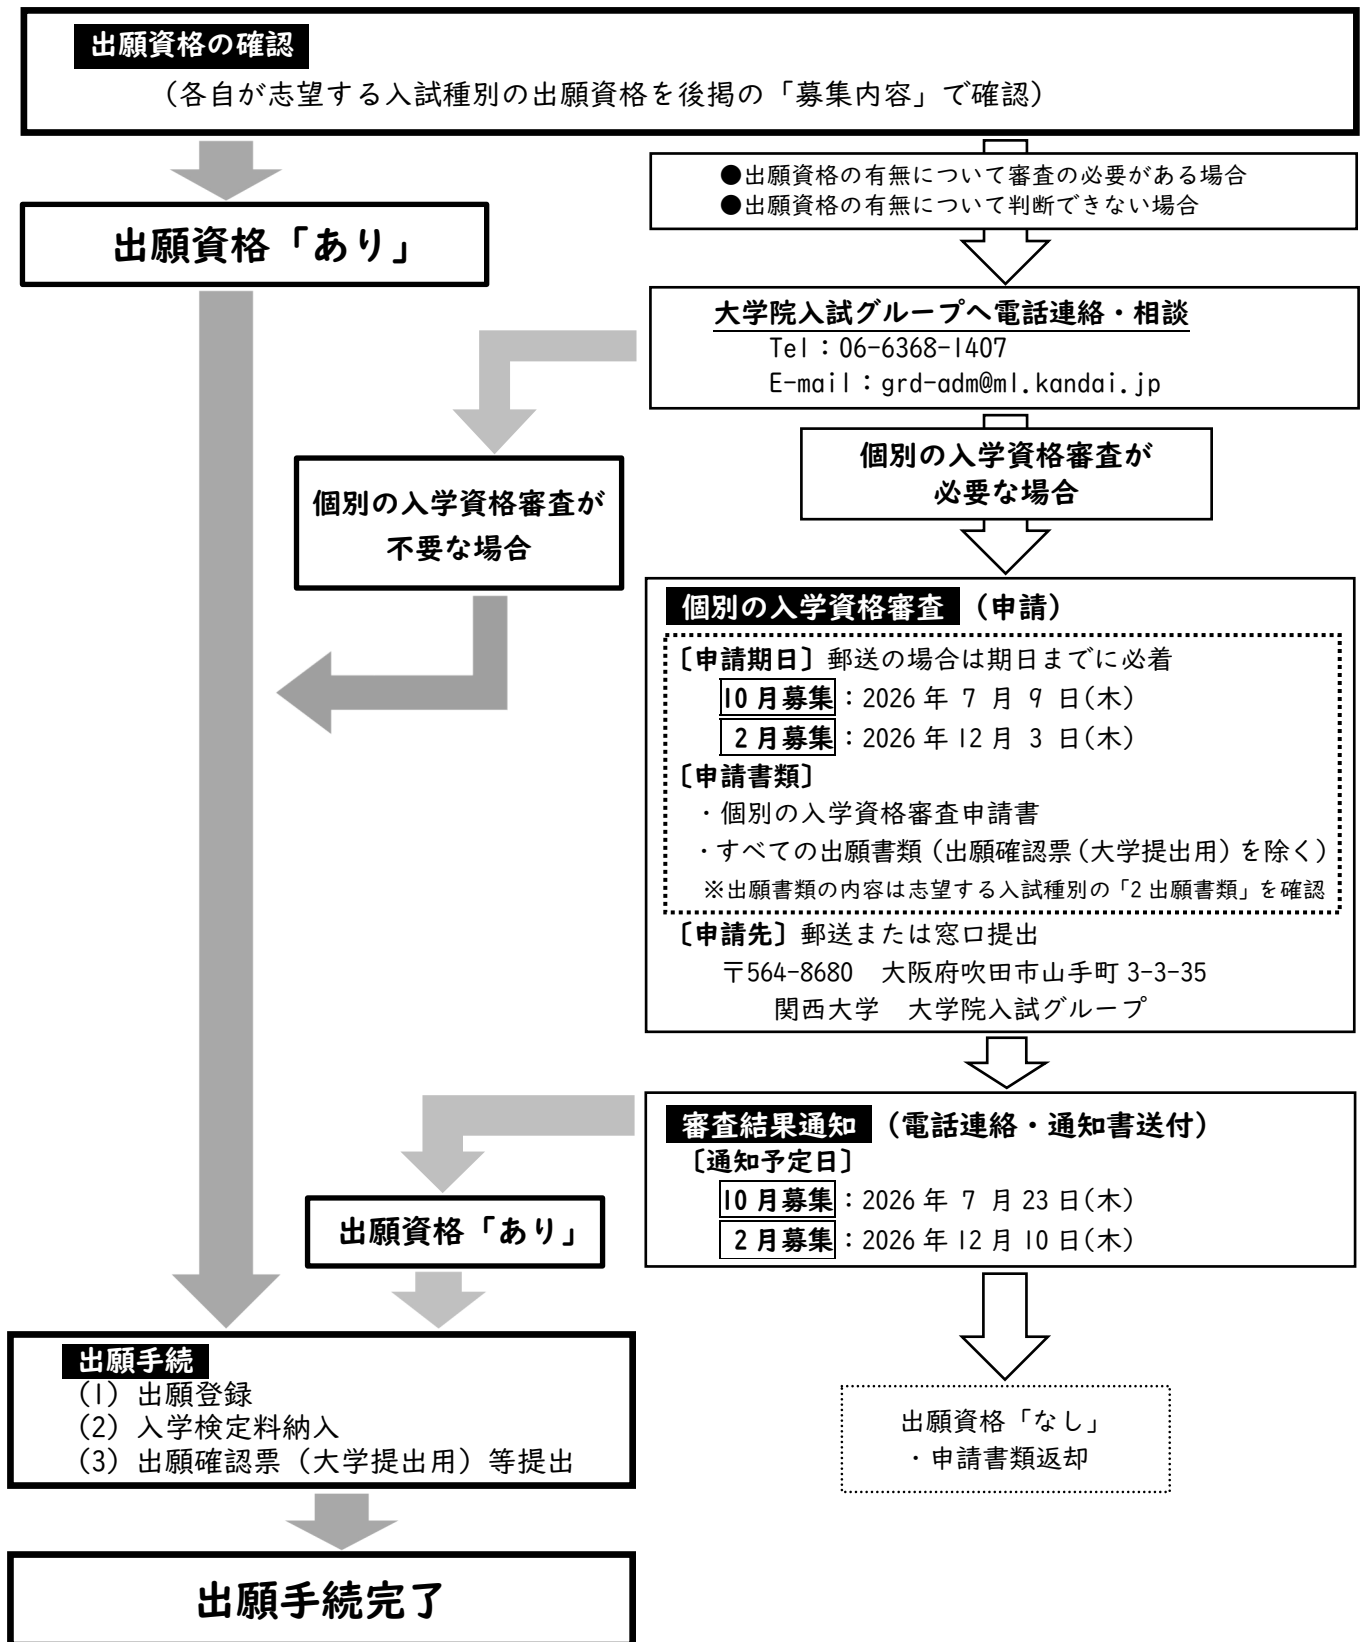 出願資格の確認
（各自が志望する入試種別の出願資格を後掲の「募集内容」で確認）
●出願資格の有無について審査の必要がある場合
●出願資格の有無について判断できない場合
出願資格「あり」
大学院入試グループへ電話連絡・相談
Tel：06-6368-1407
E-mail：grd-adm@ml.kandai.jp
個別の入学資格審査が
必要な場合
個別の入学資格審査が
不要な場合
個別の入学資格審査 （申請）
〔申請期日〕郵送の場合は期日までに必着
10月募集：2026年 7 月 9 日（木）
2月募集：2026年12月 3 日（木）
〔申請書類〕
・個別の入学資格審査申請書
・すべての出願書類（出願確認票（大学提出用）を除く）
※出願書類の内容は志望する入試種別の「2 出願書類」を確認
〔申請先〕郵送または窓口提出
〒564-8680　大阪府吹田市山手町 3-3-35
関西大学　大学院入試グループ
審査結果通知 （電話連絡・通知書送付）
〔通知予定日〕
10月募集：2026年 7 月23日（木）
2月募集：2026年12月10日（木）
出願資格「あり」
出願手続
（1）出願登録
（2）入学検定料納入
（3）出願確認票（大学提出用）等提出
出願資格「なし」
・申請書類返却
出願手続完了